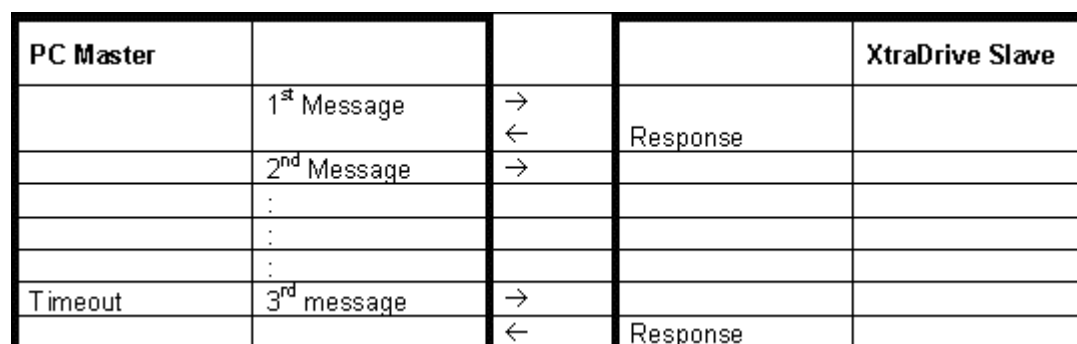 PC Master XtraDrive Slave
1st Message →
← Response
2nd Message →
:
:
:
Timeout 3rd message →
← Response